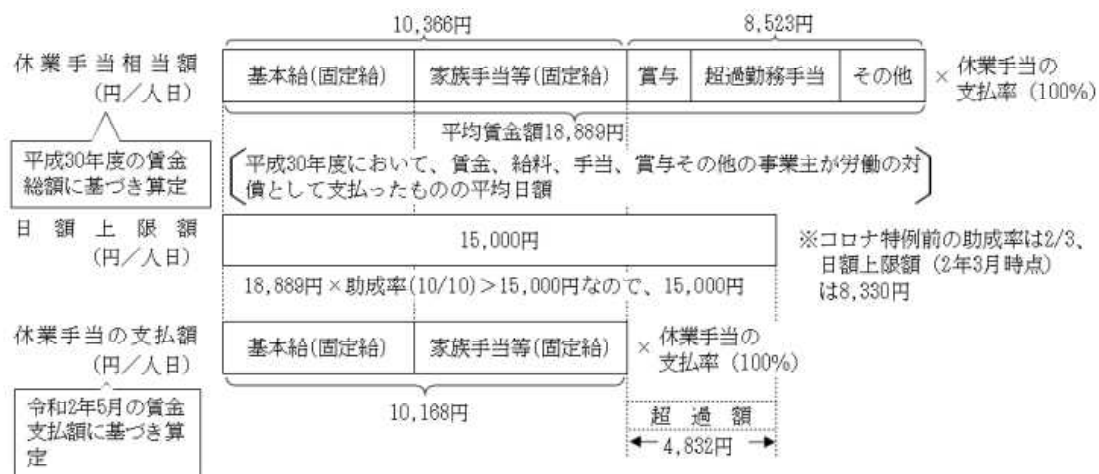 10,366円
8,523円
休業手当相当額
(円／人日)
基本給(固定給)
家族手当等(固定給)
賞与
超過勤務手当
その他
× 休業手当の
支払率 (100%)
平均賃金額18,889円
平成30年度の賃金
総額に基づき算定
平成30年度において、賃金、給料、手当、賞与その他の事業主が労働の対
償として支払ったものの平均日額
日額上限額
(円／人日)
15,000円
※コロナ特例前の助成率は2/3、
日額上限額（2年3月時点）
は8,330円
18,889円×助成率(10/10)＞15,000円なので、15,000円
休業手当の支払額
(円／人日)
基本給(固定給)
家族手当等(固定給)
× 休業手当の
支払率 (100%)
令和2年5月の賃金
支払額に基づき算
定
10,168円
超過額
4,832円